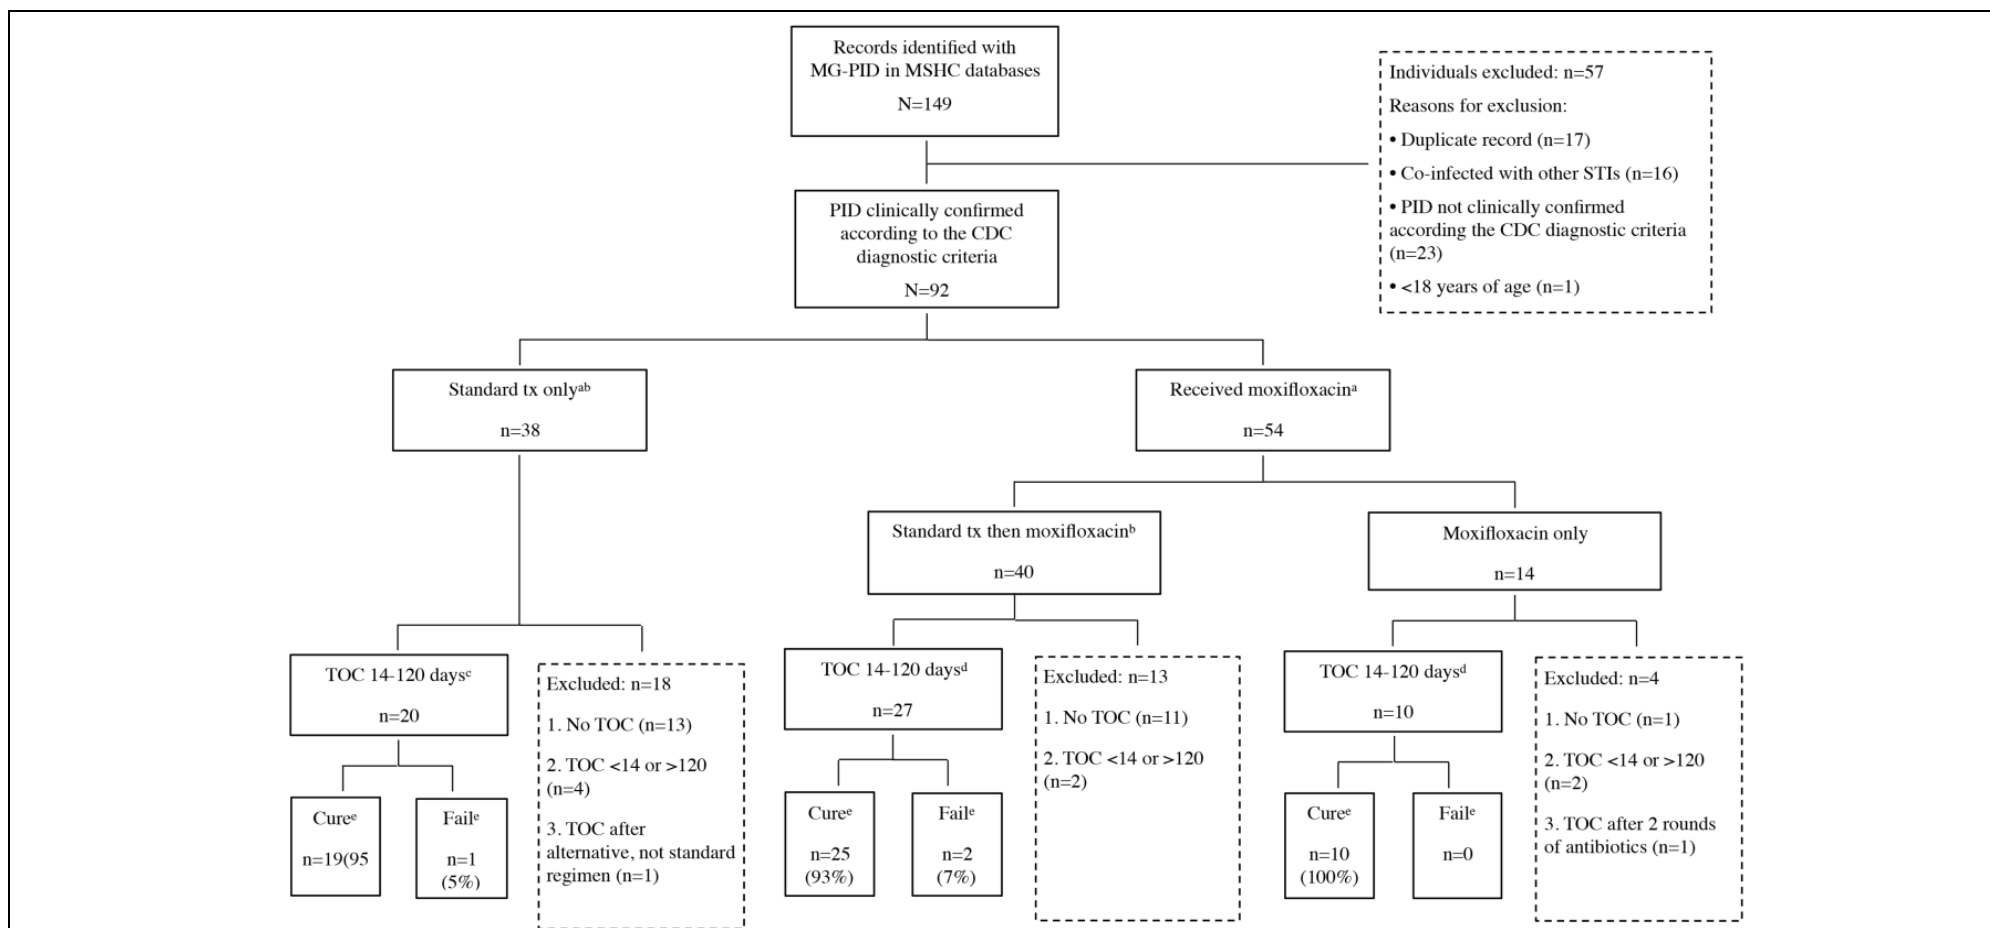 Records identified with
MG-PID in MSHC databases
N=149
Individuals excluded: n=57
Reasons for exclusion:
• Duplicate record (n=17)
• Co-infected with other STIs (n=16)
• PID not clinically confirmed
according the CDC diagnostic criteria
(n=23)
• <18 years of age (n=1)
PID clinically confirmed
according to the CDC
diagnostic criteria
N=92
Standard tx onlyᵃᵇ
n=38
Received moxifloxacinᵃ
n=54
Standard tx then moxifloxacinᵇ
n=40
Moxifloxacin only
n=14
TOC 14-120 daysᶜ
n=20
Excluded: n=18
1. No TOC (n=13)
2. TOC <14 or >120
(n=4)
3. TOC after
alternative, not standard
regimen (n=1)
Cureᵉ
n=19(95
Failᵉ
n=1
(5%)
TOC 14-120 daysᵈ
n=27
Excluded: n=13
1. No TOC (n=11)
2. TOC <14 or >120
(n=2)
Cureᵉ
n=25
(93%)
Failᵉ
n=2
(7%)
TOC 14-120 daysᵈ
n=10
Excluded: n=4
1. No TOC (n=1)
2. TOC <14 or >120
(n=2)
3. TOC after 2 rounds
of antibiotics (n=1)
Cureᵉ
n=10
(100%)
Failᵉ
n=0